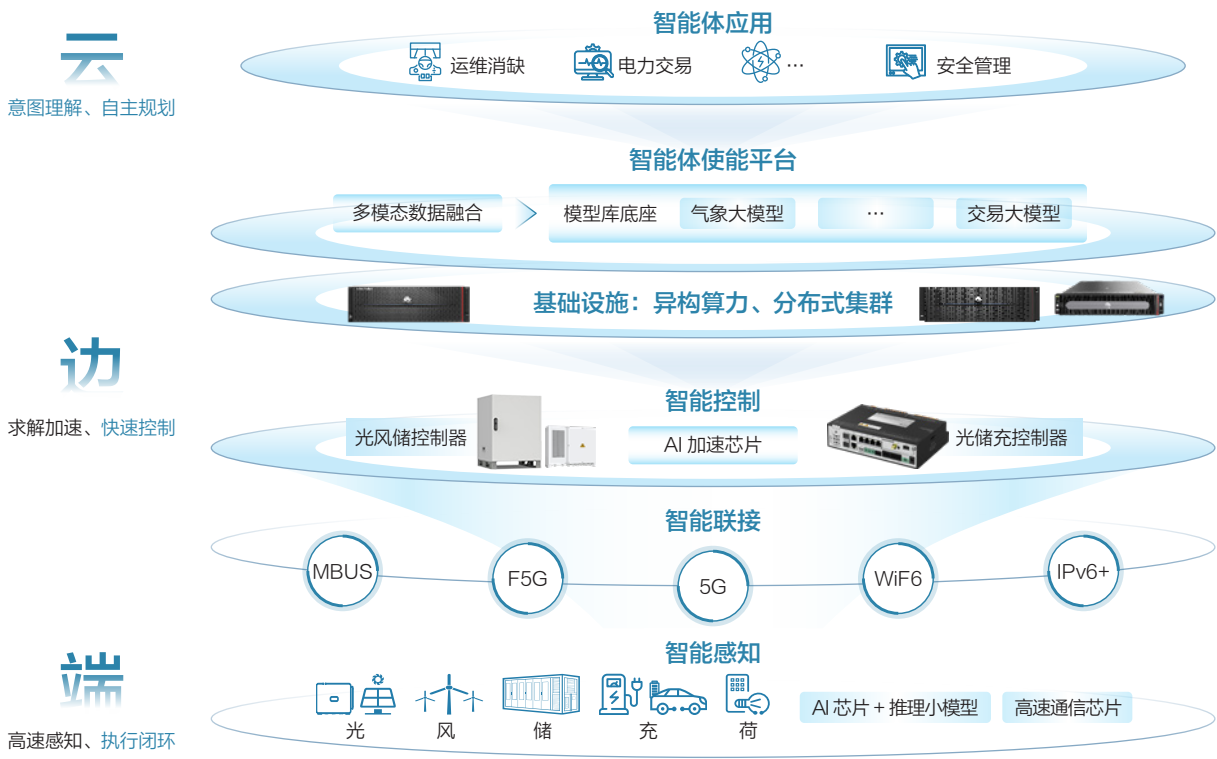 云
意图理解、自主规划
智能体应用
运维消缺
电力交易
…
安全管理
智能体使能平台
多模态数据融合
模型库底座
气象大模型
…
交易大模型
基础设施：异构算力、分布式集群
边
求解加速、快速控制
智能控制
光风储控制器
AI 加速芯片
光储充控制器
智能联接
MBUS
F5G
5G
WiF6
IPv6+
端
高速感知、执行闭环
智能感知
光
风
储
充
荷
AI 芯片 + 推理小模型
高速通信芯片